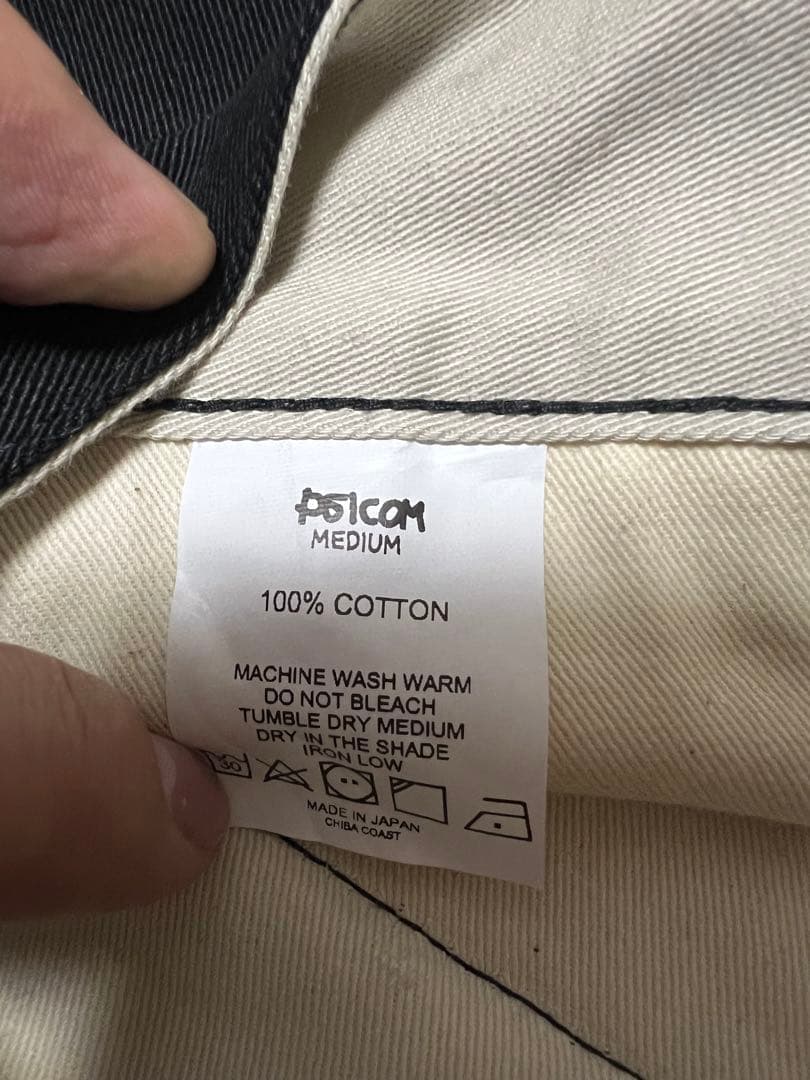 MEDIUM
100% COTTON
MACHINE WASH WARM
DO NOT BLEACH
TUMBLE DRY MEDIUM
DRY IN THE SHADE
IRON LOW
30
MADE IN JAPAN
CHIBA COAST